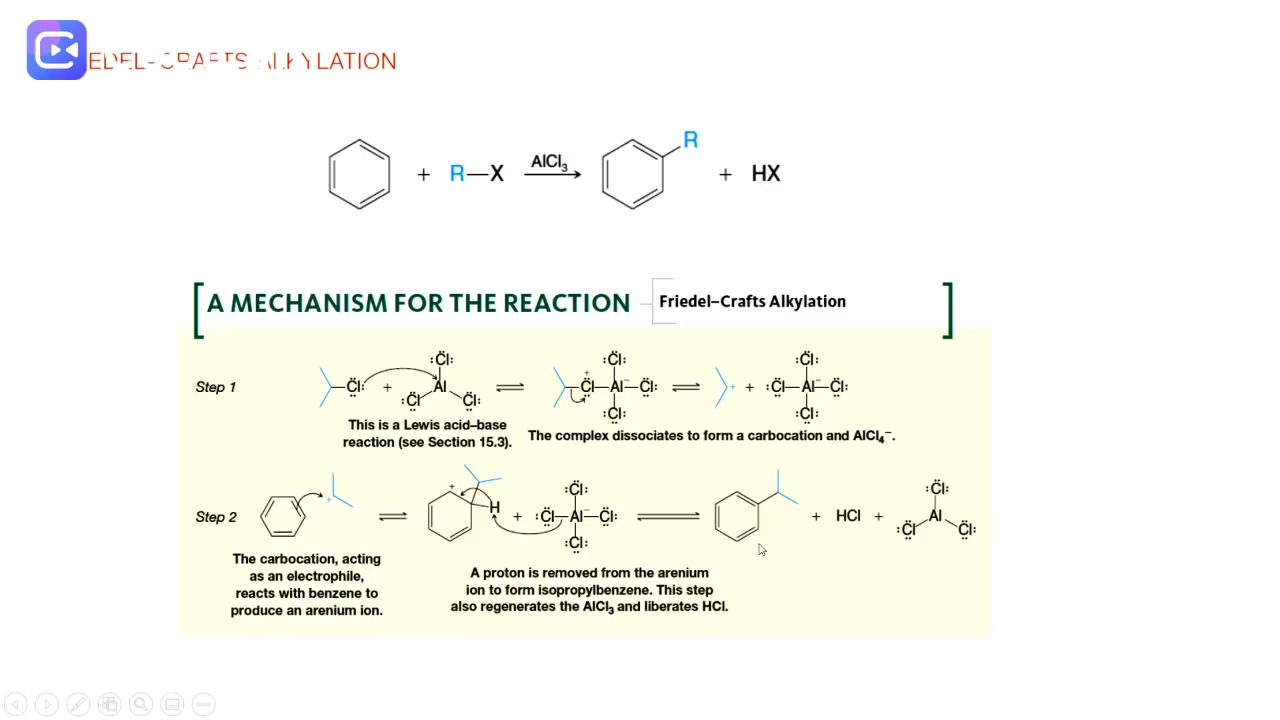 EDEL-CRAFTS ALKYLATION
+ R—X AlCl₃ R + HX
A MECHANISM FOR THE REACTION Friedel–Crafts Alkylation
Step 1
Cl + Cl Al Cl Cl
+ Cl Cl Al⁻ Cl Cl
+ + Cl Cl Al⁻ Cl Cl
This is a Lewis acid–base
reaction (see Section 15.3).
The complex dissociates to form a carbocation and AlCl₄⁻.
Step 2
+
+ H + Cl Cl Al⁻ Cl Cl
+ HCl + Cl Al Cl Cl
The carbocation, acting
as an electrophile,
reacts with benzene to
produce an arenium ion.
A proton is removed from the arenium
ion to form isopropylbenzene. This step
also regenerates the AlCl₃ and liberates HCl.